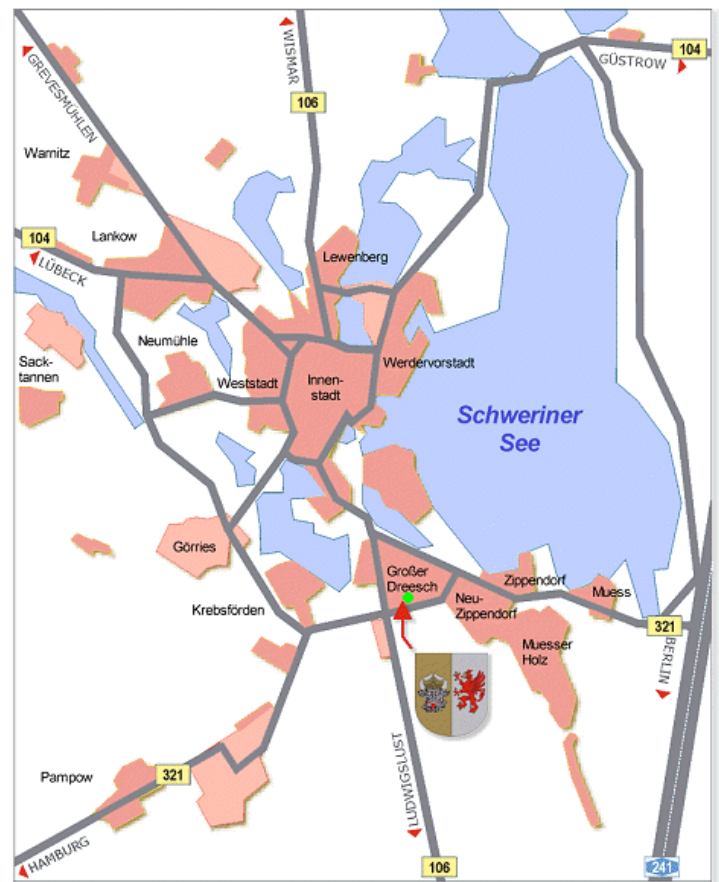 104
GÜSTROW
WISMAR
GREVESMÜHLEN
106
Warnitz
104
Lankow
LÜBECK
Lewenberg
Neumühle
Sack-
tannen
Weststadt
Innen-
stadt
Werdervorstadt
Schweriner
See
Görries
Großer
Dreesch
Zippendorf
Neu-
Zippendorf
Muess
Krebsförden
321
Muesser
Holz
BERLIN
LUDWIGSLUST
Pampow
321
HAMBURG
106
241